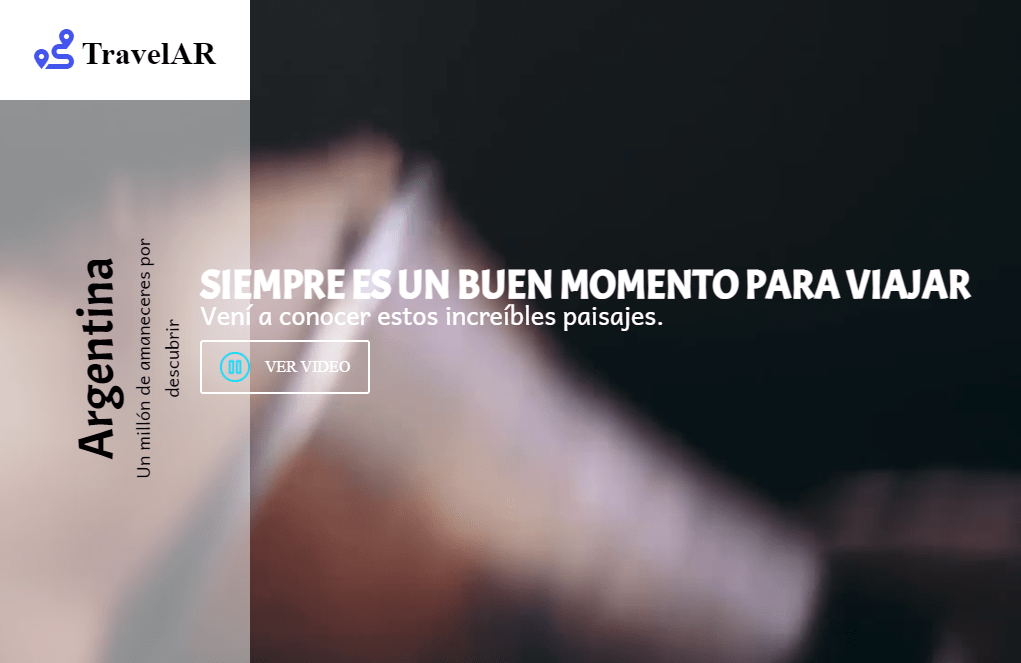 TravelAR
Argentina
Un millón de amaneceres por
descubrir
SIEMPRE ES UN BUEN MOMENTO PARA VIAJAR
Vení a conocer estos increíbles paisajes.
VER VIDEO